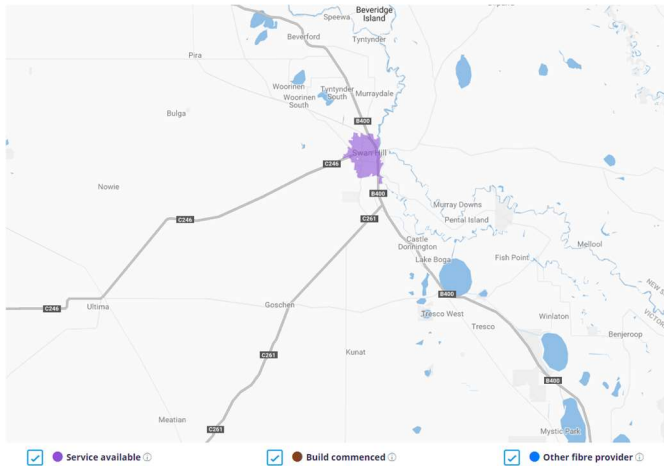 Beveridge
Island
Speewa
Beverford
Tyntynder
Pira
Woorinen
Tyntynder
South
Woorinen
South
Murraydale
Bulga
B400
Swan Hill
C246
Nowie
B400
Murray Downs
C246
C261
Pental Island
Castle
Donnington
Mellool
Lake Boga
Fish Point
NEW S
B400
Ultima
C246
Goschen
Tresco West
Winlaton
VICTO
Tresco
Benjeroop
Kunat
C261
B400
Meatian
C261
Mystic Park
Service available
Build commenced
Other fibre provider